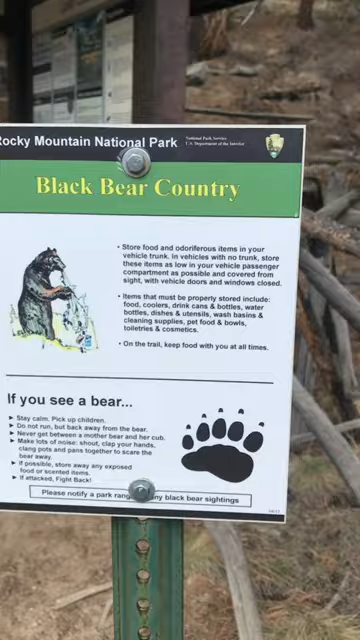 Rocky Mountain National Park
National Park Service
U.S. Department of the Interior
Black Bear Country
• Store food and odoriferous items in your
vehicle trunk. In vehicles with no trunk, store
these items as low in your vehicle passenger
compartment as possible and covered from
sight, with vehicle doors and windows closed.
• Items that must be properly stored include:
food, coolers, drink cans & bottles, water
bottles, dishes & utensils, wash basins &
cleaning supplies, pet food & bowls,
toiletries & cosmetics.
• On the trail, keep food with you at all times.
If you see a bear...
► Stay calm. Pick up children.
► Do not run, but back away from the bear.
► Never get between a mother bear and her cub.
► Make lots of noise: shout, clap your hands,
clang pots and pans together to scare the
bear away.
► If possible, store away any exposed
food or scented items.
► If attacked, Fight Back!
Please notify a park rang ny black bear sightings